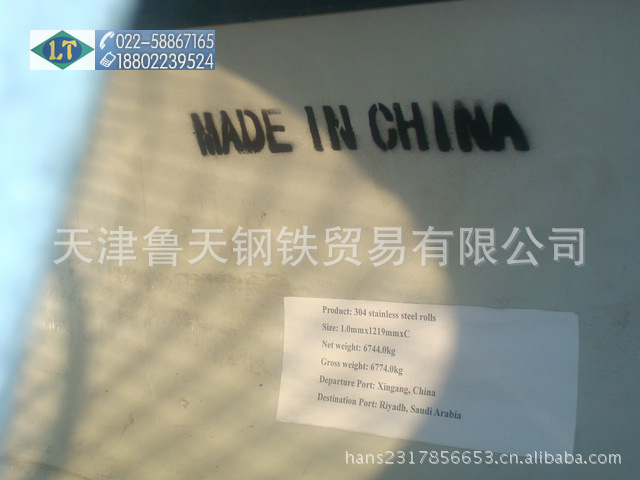 LT
022-58867165
18802239524
MADE IN CHINA
天津鲁天钢铁贸易有限公司
Product: 304 stainless steel rolls
Size: 1.0mmx1219mmxC
Net weight: 6744.0kg
Gross weight: 6774.0kg
Departure Port: Xingang, China
Destination Port: Riyadh, Saudi Arabia
hans2317856653.cn.alibaba.com